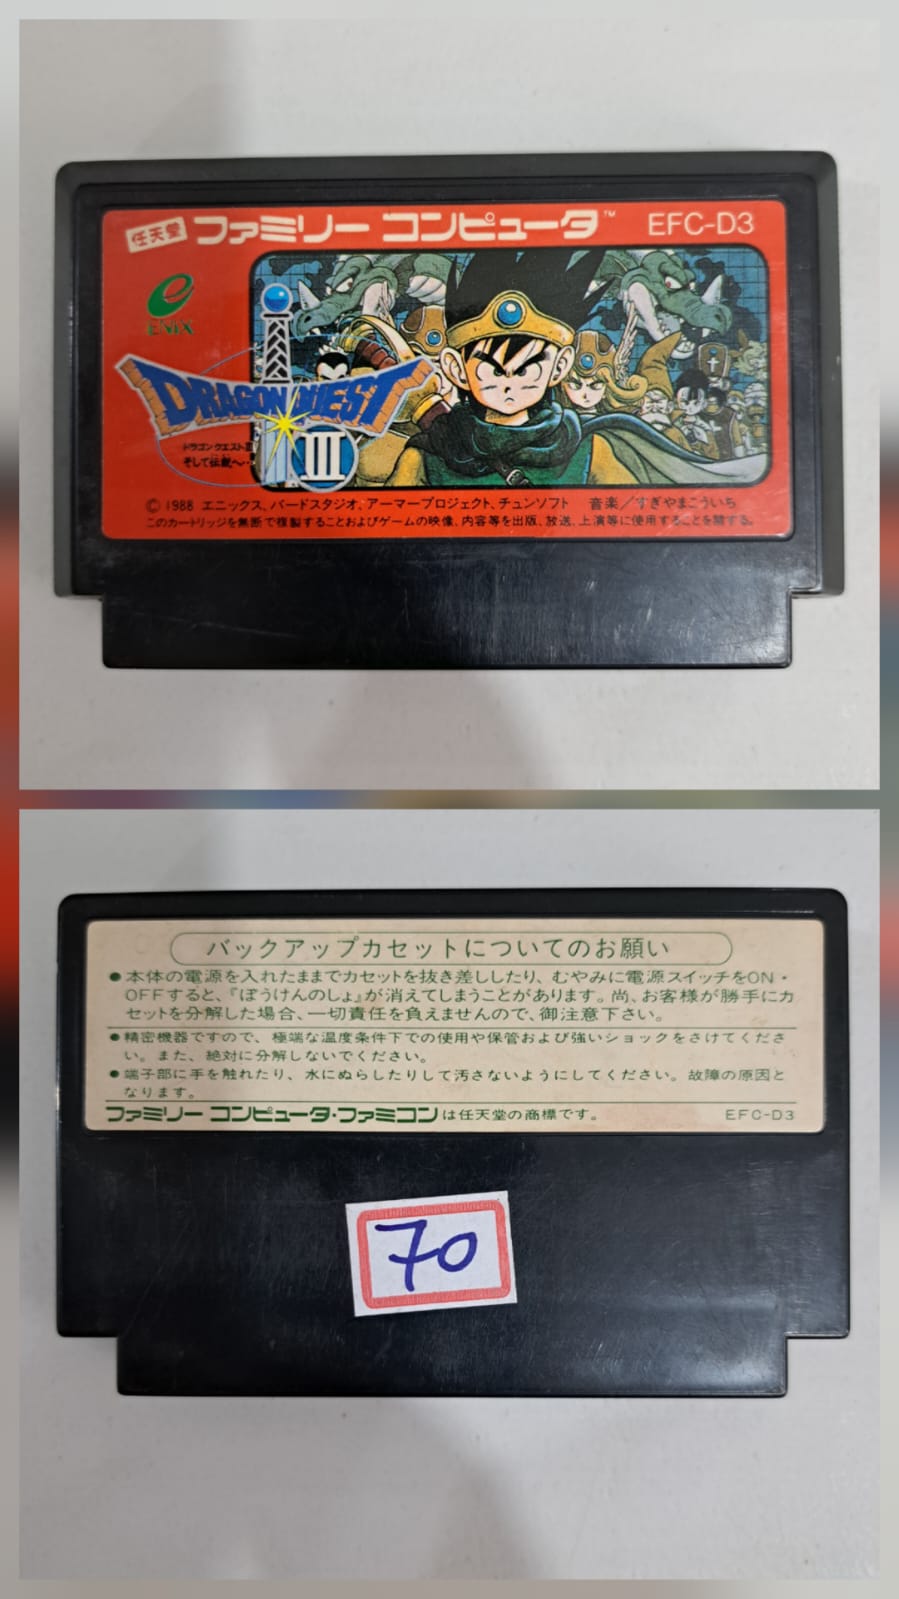 任天堂 ファミリー コンピュータ™ EFC-D3
ENIX
DRAGON QUEST
III
ドラゴンクエストIII
そして伝説へ…
© 1988 エニックス、バードスタジオ、アーマープロジェクト、チュンソフト 音楽／すぎやまこういち
このカートリッジを無断で複製することおよびゲームの映像、内容等を出版、放送、上演等に使用することを禁ずる。
バックアップカセットについてのお願い
●本体の電源を入れたままでカセットを抜き差ししたり、むやみに電源スイッチをON・
OFFすると、『ぼうけんのしょ』が消えてしまうことがあります。尚、お客様が勝手にカ
セットを分解した場合、一切責任を負えませんので、御注意下さい。
●精密機器ですので、極端な温度条件下での使用や保管および強いショックをさけてくださ
い。また、絶対に分解しないでください。
●端子部に手を触れたり、水にぬらしたりして汚さないようにしてください。故障の原因と
なります。
ファミリー コンピュータ・ファミコンは任天堂の商標です。 EFC-D3
70